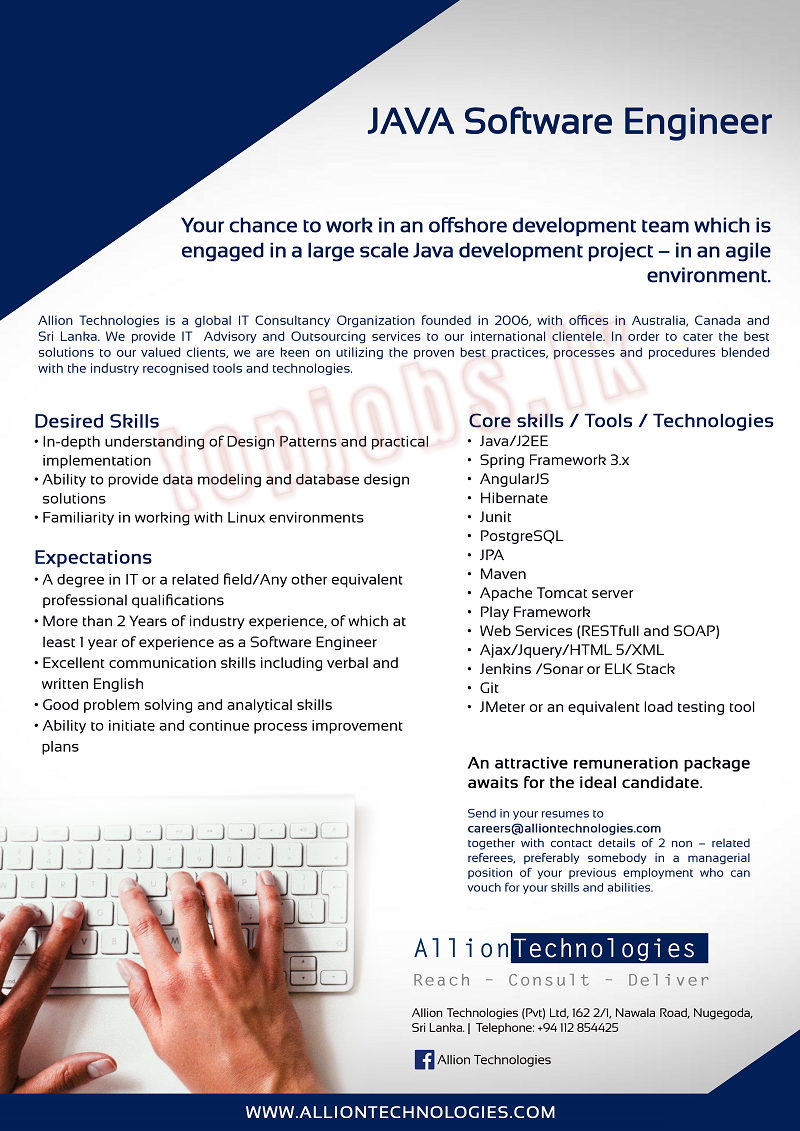 JAVA Software Engineer
Your chance to work in an offshore development team which is
engaged in a large scale Java development project – in an agile
environment.
Allion Technologies is a global IT Consultancy Organization founded in 2006, with offices in Australia, Canada and
Sri Lanka. We provide IT Advisory and Outsourcing services to our international clientele. In order to cater the best
solutions to our valued clients, we are keen on utilizing the proven best practices, processes and procedures blended
with the industry recognised tools and technologies.
topjobs.lk
Desired Skills
• In-depth understanding of Design Patterns and practical
implementation
• Ability to provide data modeling and database design
solutions
• Familiarity in working with Linux environments
Expectations
• A degree in IT or a related field/Any other equivalent
professional qualifications
• More than 2 Years of industry experience, of which at
least 1 year of experience as a Software Engineer
• Excellent communication skills including verbal and
written English
• Good problem solving and analytical skills
• Ability to initiate and continue process improvement
plans
Core skills / Tools / Technologies
• Java/J2EE
• Spring Framework 3.x
• AngularJS
• Hibernate
• Junit
• PostgreSQL
• JPA
• Maven
• Apache Tomcat server
• Play Framework
• Web Services (RESTfull and SOAP)
• Ajax/Jquery/HTML 5/XML
• Jenkins /Sonar or ELK Stack
• Git
• JMeter or an equivalent load testing tool
An attractive remuneration package
awaits for the ideal candidate.
Send in your resumes to
careers@alliontechnologies.com
together with contact details of 2 non – related
referees, preferably somebody in a managerial
position of your previous employment who can
vouch for your skills and abilities.
AllionTechnologies
Reach – Consult – Deliver
Allion Technologies (Pvt) Ltd, 162 2/1, Nawala Road, Nugegoda,
Sri Lanka. | Telephone: +94 112 854425
Allion Technologies
WWW.ALLIONTECHNOLOGIES.COM